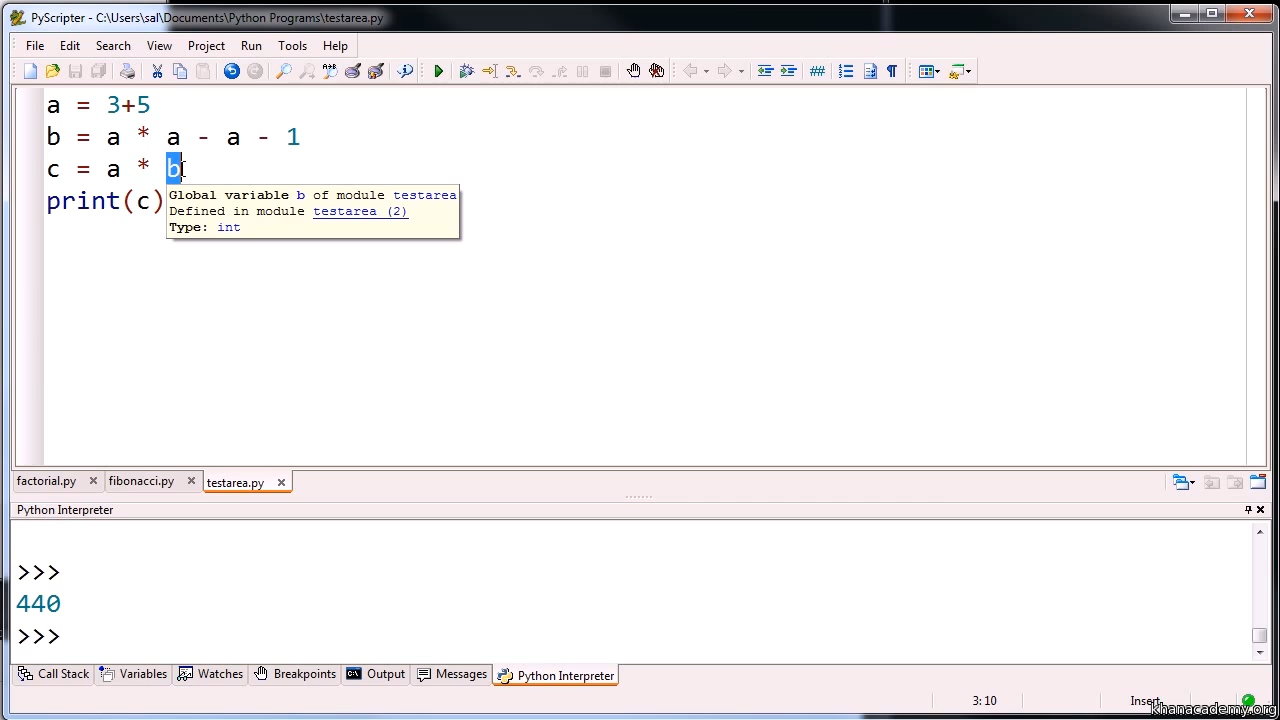 PyScripter - C:\Users\sal\Documents\Python Programs\testarea.py
File Edit Search View Project Run Tools Help
a = 3+5
b = a * a - a - 1
c = a * b
print(c)
Global variable b of module testarea
Defined in module testarea (2)
Type: int
factorial.py fibonacci.py testarea.py
Python Interpreter
>>>
440
>>>
Call Stack Variables Watches Breakpoints Output Messages Python Interpreter
3: 10 Insert
khanacademy.org